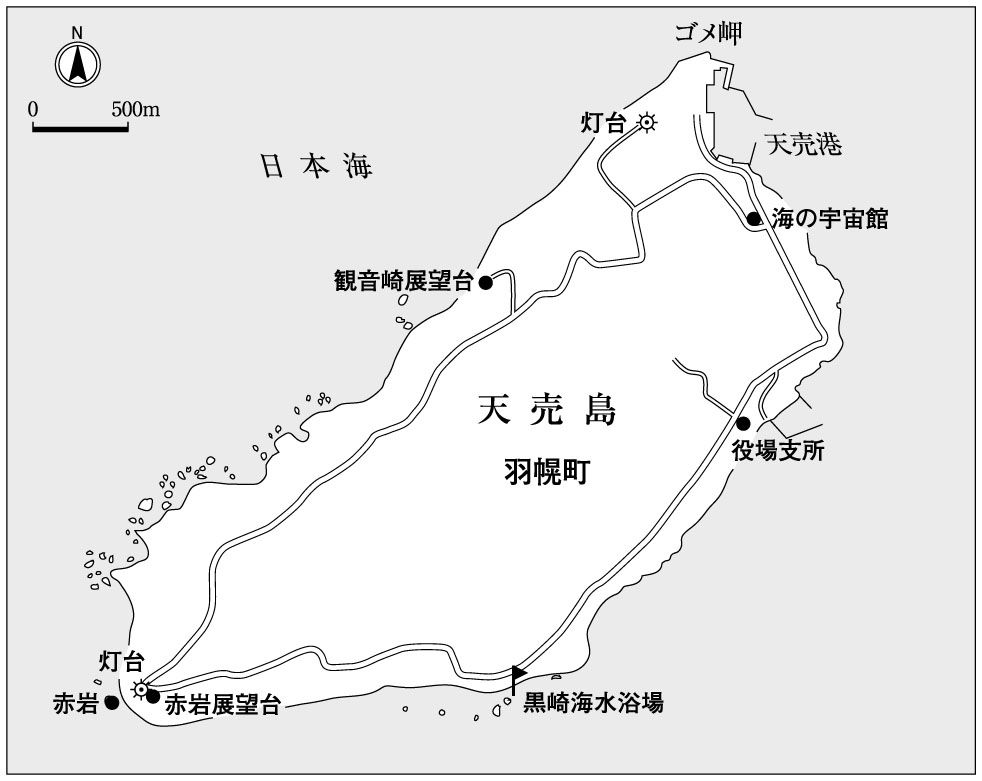 ゴメ岬
N
0 500m
灯台
天売港
日本海
海の宇宙館
観音崎展望台
天売島
羽幌町
役場支所
灯台
赤岩
赤岩展望台
黒崎海水浴場